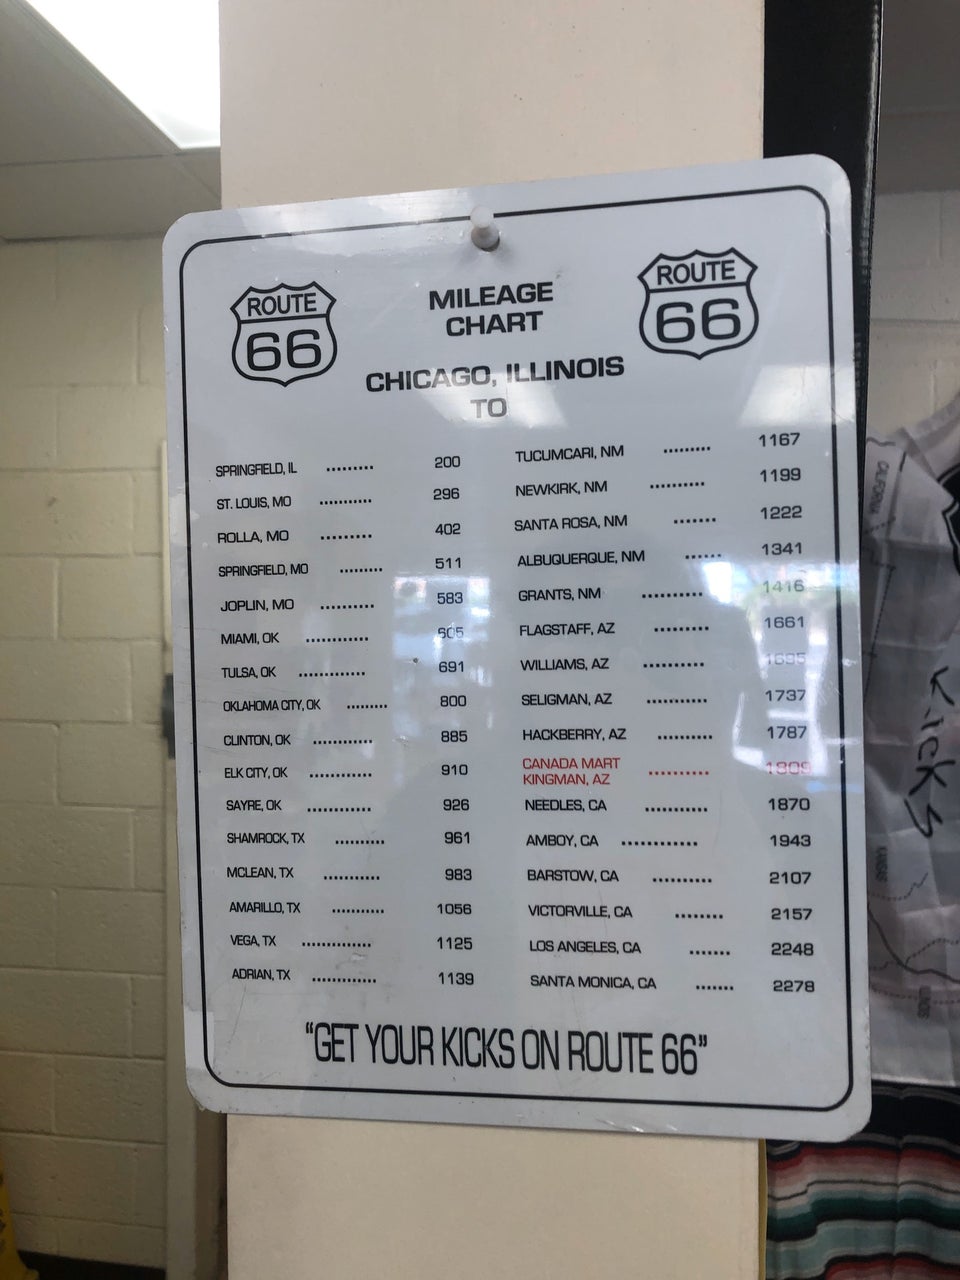 ROUTE
66
MILEAGE
CHART
ROUTE
66
CHICAGO, ILLINOIS
TO
SPRINGFIELD, IL ......... 200
ST. LOUIS, MO .......... 296
ROLLA, MO ......... 402
SPRINGFIELD, MO ........ 511
JOPLIN, MO .......... 583
MIAMI, OK ............ 605
TULSA, OK ............. 691
OKLAHOMA CITY, OK ........ 800
CLINTON, OK ............ 885
ELK CITY, OK ............ 910
SAYRE, OK ............ 926
SHAMROCK, TX .......... 961
MCLEAN, TX ........... 983
AMARILLO, TX .......... 1056
VEGA, TX ............. 1125
ADRIAN, TX ............ 1139
TUCUMCARI, NM ......... 1167
NEWKIRK, NM .......... 1199
SANTA ROSA, NM ....... 1222
ALBUQUERQUE, NM ...... 1341
GRANTS, NM ........... 1416
FLAGSTAFF, AZ ......... 1661
WILLIAMS, AZ .......... 1695
SELIGMAN, AZ .......... 1737
HACKBERRY, AZ ......... 1787
CANADA MART
KINGMAN, AZ .......... 1809
NEEDLES, CA .......... 1870
AMBOY, CA ............ 1943
BARSTOW, CA .......... 2107
VICTORVILLE, CA ........ 2157
LOS ANGELES, CA ....... 2248
SANTA MONICA, CA ....... 2278
"GET YOUR KICKS ON ROUTE 66"
CALIFORNIA
KICKS
KANSAS